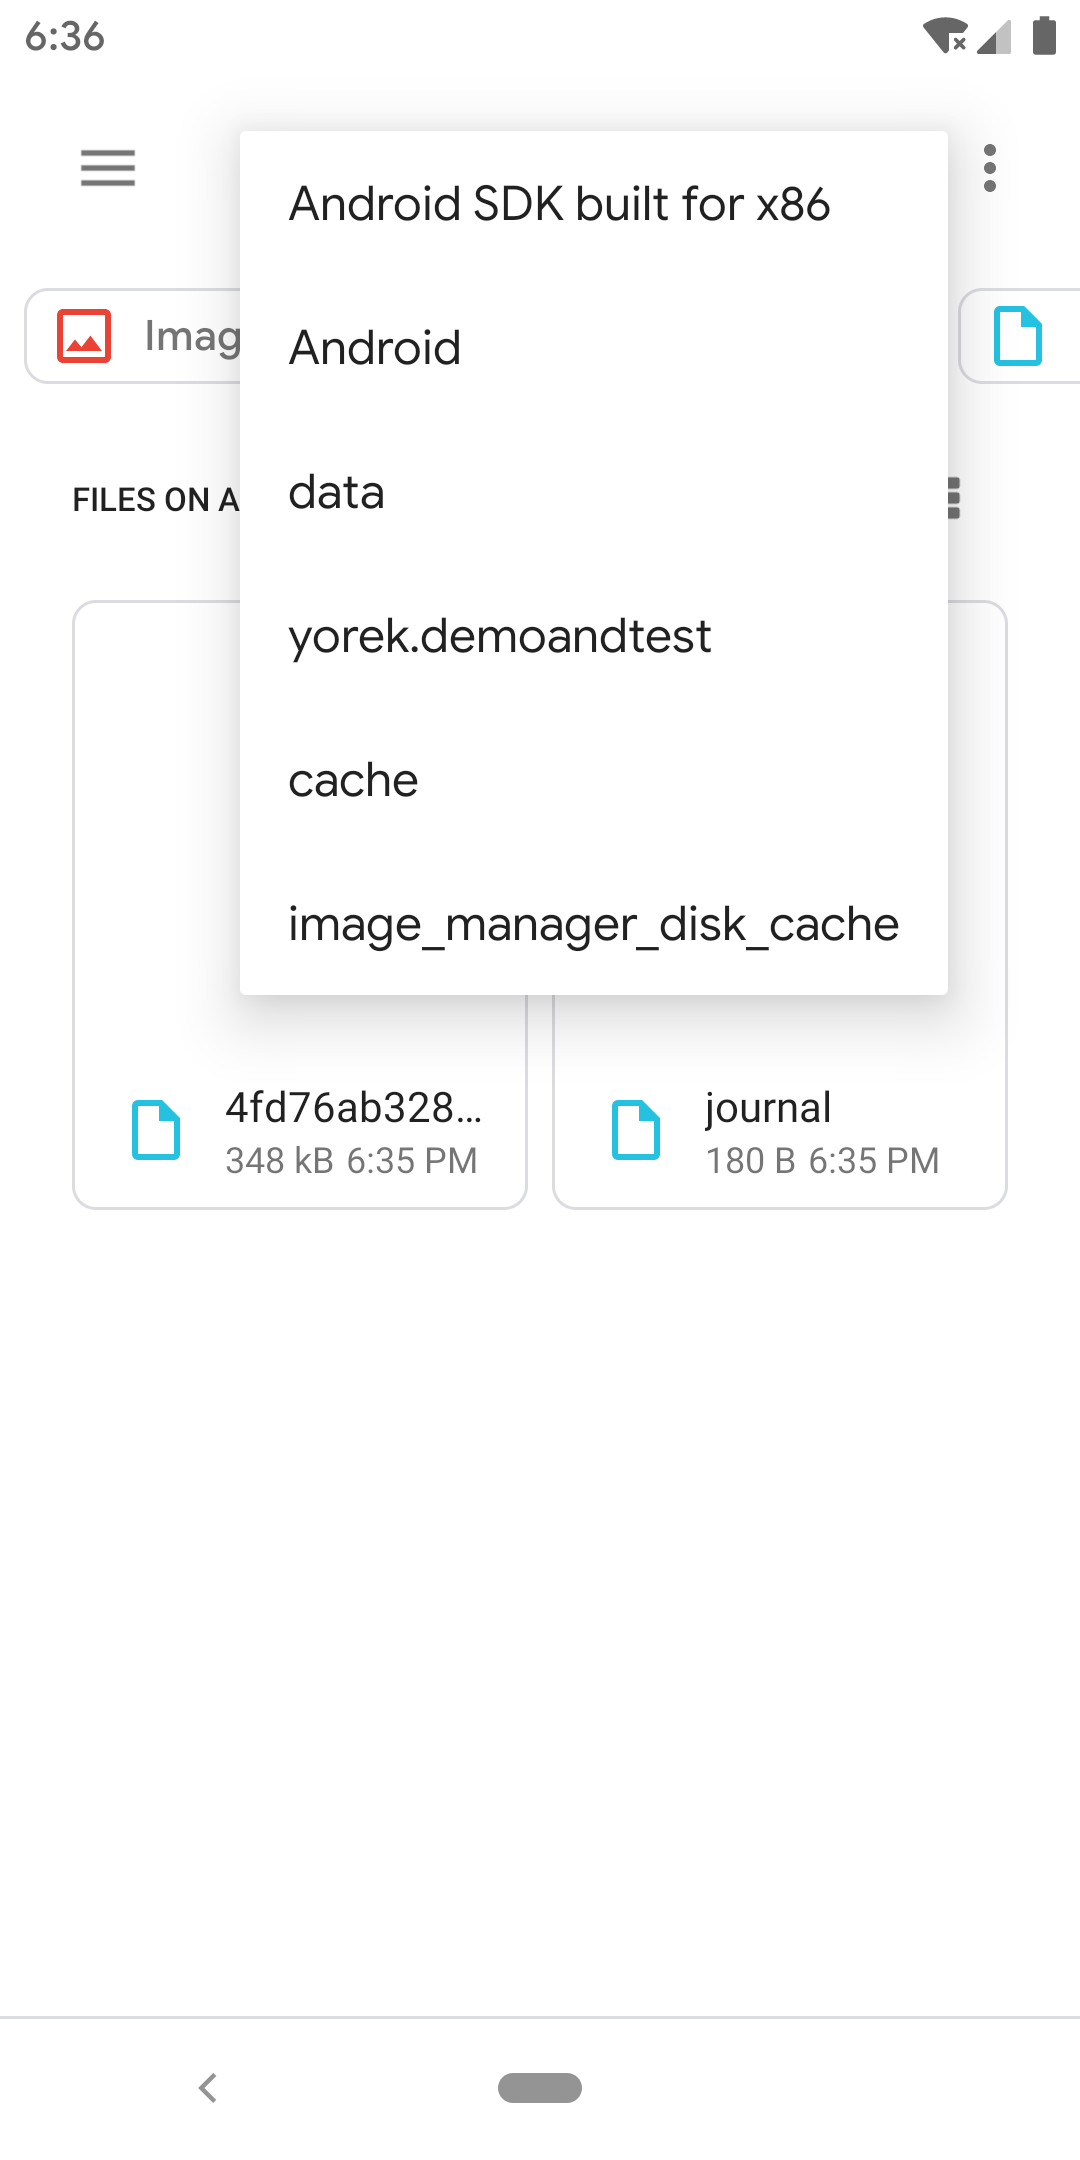 6:36
Android SDK built for x86
Imag
Android
FILES ON A
data
yorek.demoandtest
cache
image_manager_disk_cache
4fd76ab328…
348 kB 6:35 PM
journal
180 B 6:35 PM